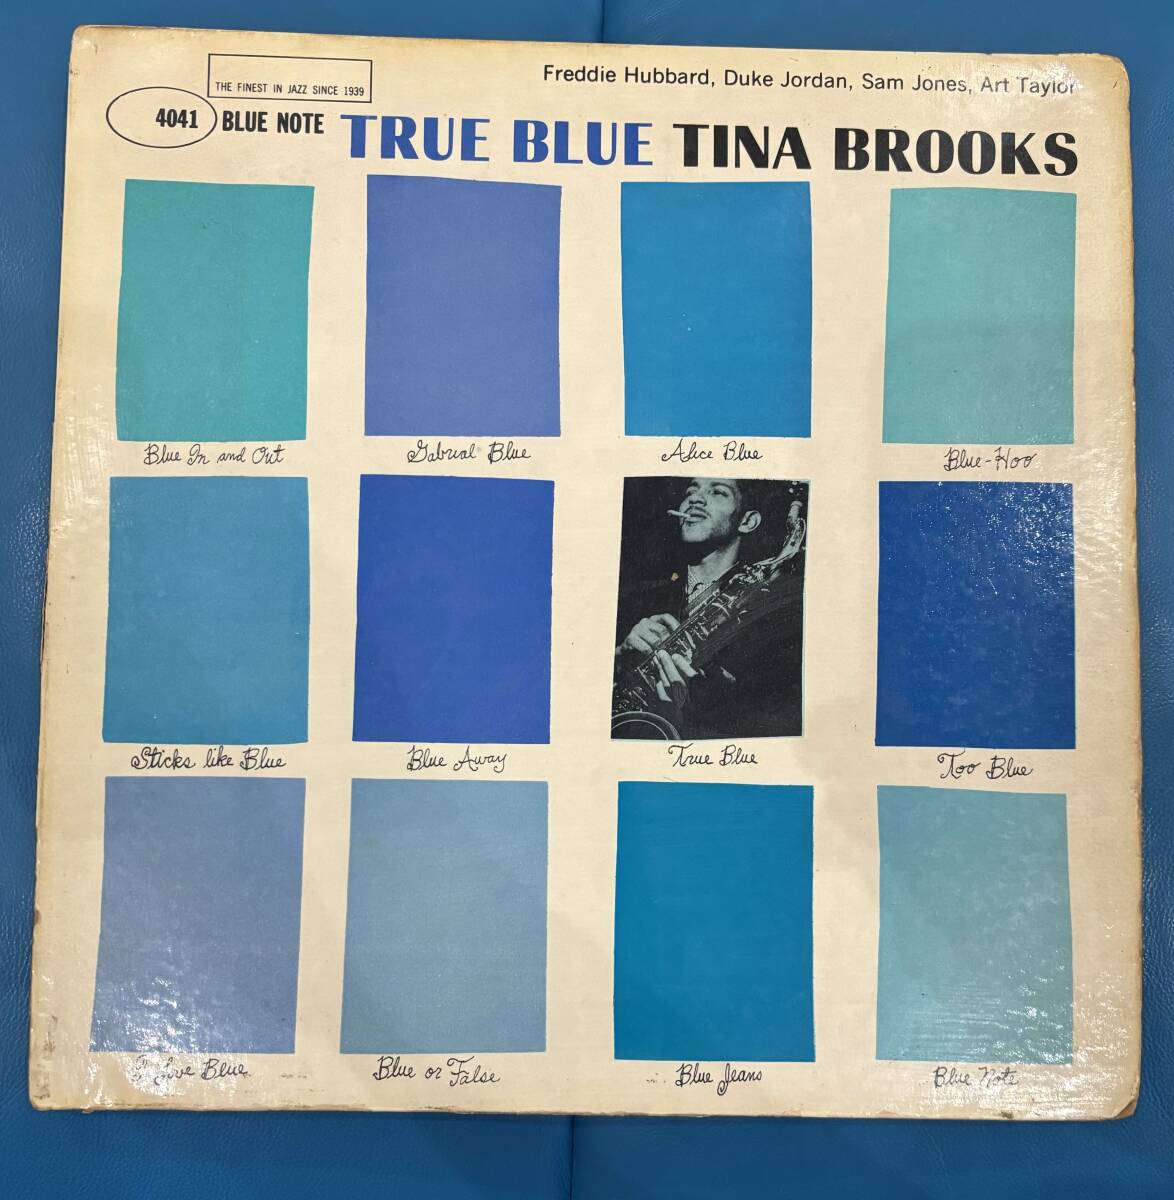 Freddie Hubbard, Duke Jordan, Sam Jones, Art Taylor
THE FINEST IN JAZZ SINCE 1939
4041 BLUE NOTE TRUE BLUE TINA BROOKS
Blue In and Out Gabrial Blue Alice Blue Blue-Hoo
Sticks like Blue Blue Away True Blue Too Blue
I Love Blue Blue or False Blue Jeans Blue Note